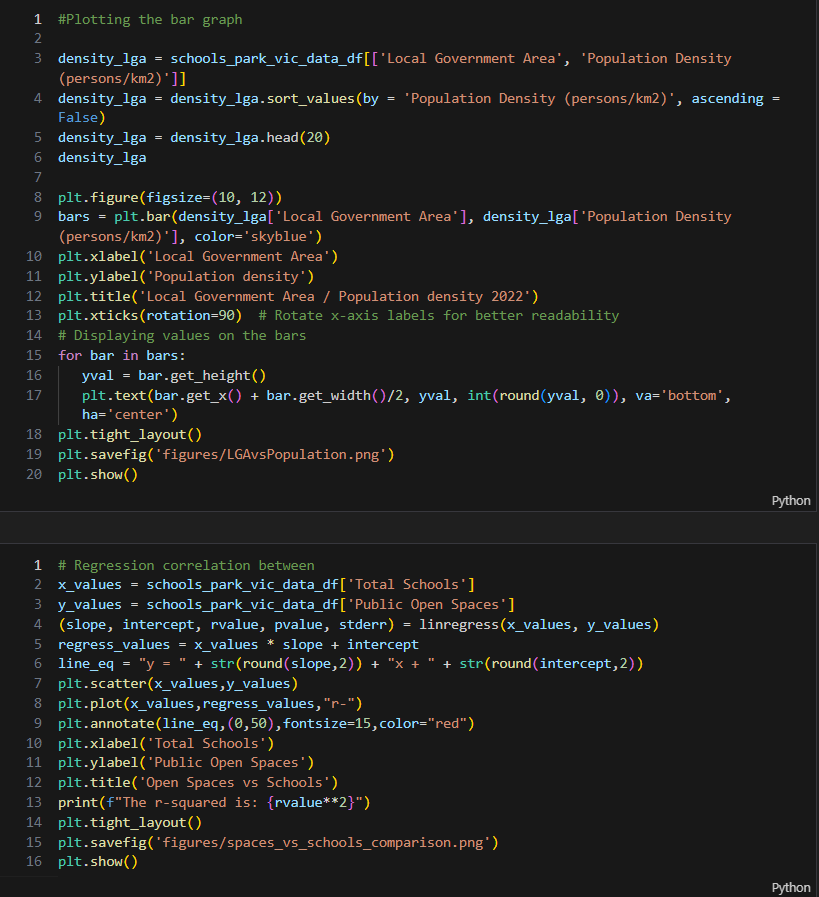 1 #Plotting the bar graph
2
3 density_lga = schools_park_vic_data_df[['Local Government Area', 'Population Density
(persons/km2)']]
4 density_lga = density_lga.sort_values(by = 'Population Density (persons/km2)', ascending =
False)
5 density_lga = density_lga.head(20)
6 density_lga
7
8 plt.figure(figsize=(10, 12))
9 bars = plt.bar(density_lga['Local Government Area'], density_lga['Population Density
(persons/km2)'], color='skyblue')
10 plt.xlabel('Local Government Area')
11 plt.ylabel('Population density')
12 plt.title('Local Government Area / Population density 2022')
13 plt.xticks(rotation=90)  # Rotate x-axis labels for better readability
14 # Displaying values on the bars
15 for bar in bars:
16     yval = bar.get_height()
17     plt.text(bar.get_x() + bar.get_width()/2, yval, int(round(yval, 0)), va='bottom',
ha='center')
18 plt.tight_layout()
19 plt.savefig('figures/LGAvsPopulation.png')
20 plt.show()
Python
1 # Regression correlation between
2 x_values = schools_park_vic_data_df['Total Schools']
3 y_values = schools_park_vic_data_df['Public Open Spaces']
4 (slope, intercept, rvalue, pvalue, stderr) = linregress(x_values, y_values)
5 regress_values = x_values * slope + intercept
6 line_eq = "y = " + str(round(slope,2)) + "x + " + str(round(intercept,2))
7 plt.scatter(x_values,y_values)
8 plt.plot(x_values,regress_values,"r-")
9 plt.annotate(line_eq,(0,50),fontsize=15,color="red")
10 plt.xlabel('Total Schools')
11 plt.ylabel('Public Open Spaces')
12 plt.title('Open Spaces vs Schools')
13 print(f"The r-squared is: {rvalue**2}")
14 plt.tight_layout()
15 plt.savefig('figures/spaces_vs_schools_comparison.png')
16 plt.show()
Python